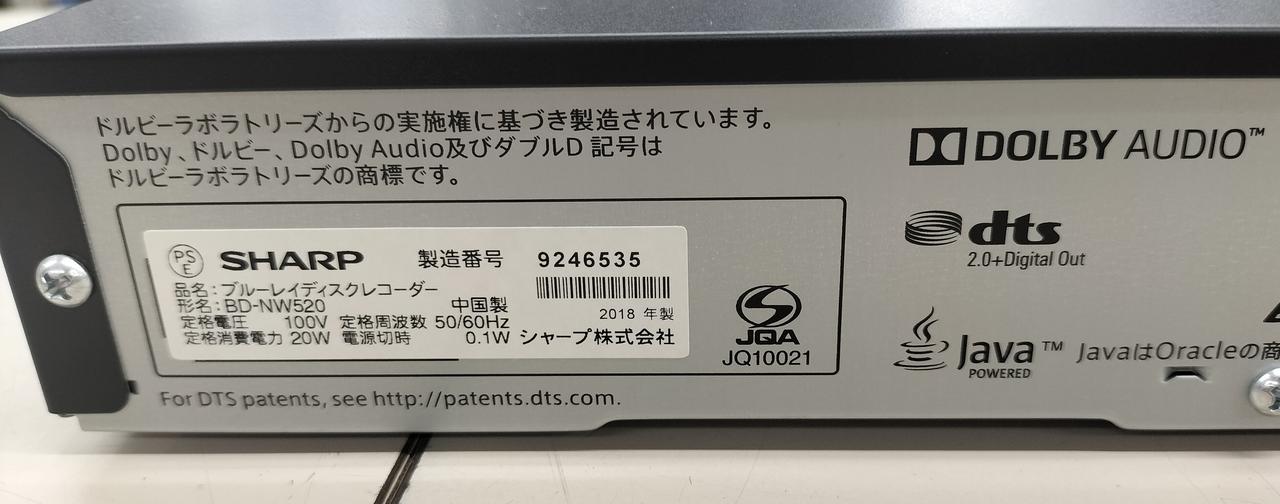 ドルビーラボラトリーズからの実施権に基づき製造されています。
Dolby、ドルビー、Dolby Audio及びダブルD 記号は
ドルビーラボラトリーズの商標です。
PS
E
SHARP 製造番号 9246535
品名:ブルーレイディスクレコーダー
形名:BD-NW520 中国製 2018 年製
定格電圧 100V 定格周波数 50/60Hz
定格消費電力 20W 電源切時 0.1W シャープ株式会社
JQA
JQ10021
For DTS patents, see http://patents.dts.com.
DOLBY AUDIO™
dts
2.0+Digital Out
Java™
POWERED
JavaはOracleの商